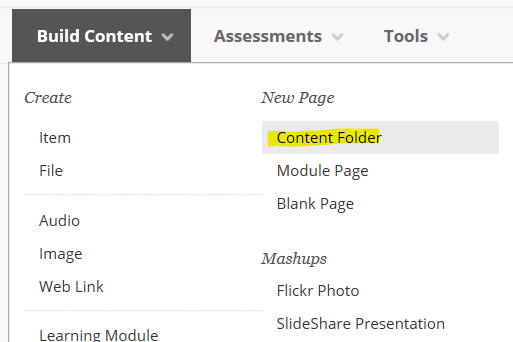 Build Content Assessments Tools
Create
Item
File
Audio
Image
Web Link
Learning Module
New Page
Content Folder
Module Page
Blank Page
Mashups
Flickr Photo
SlideShare Presentation